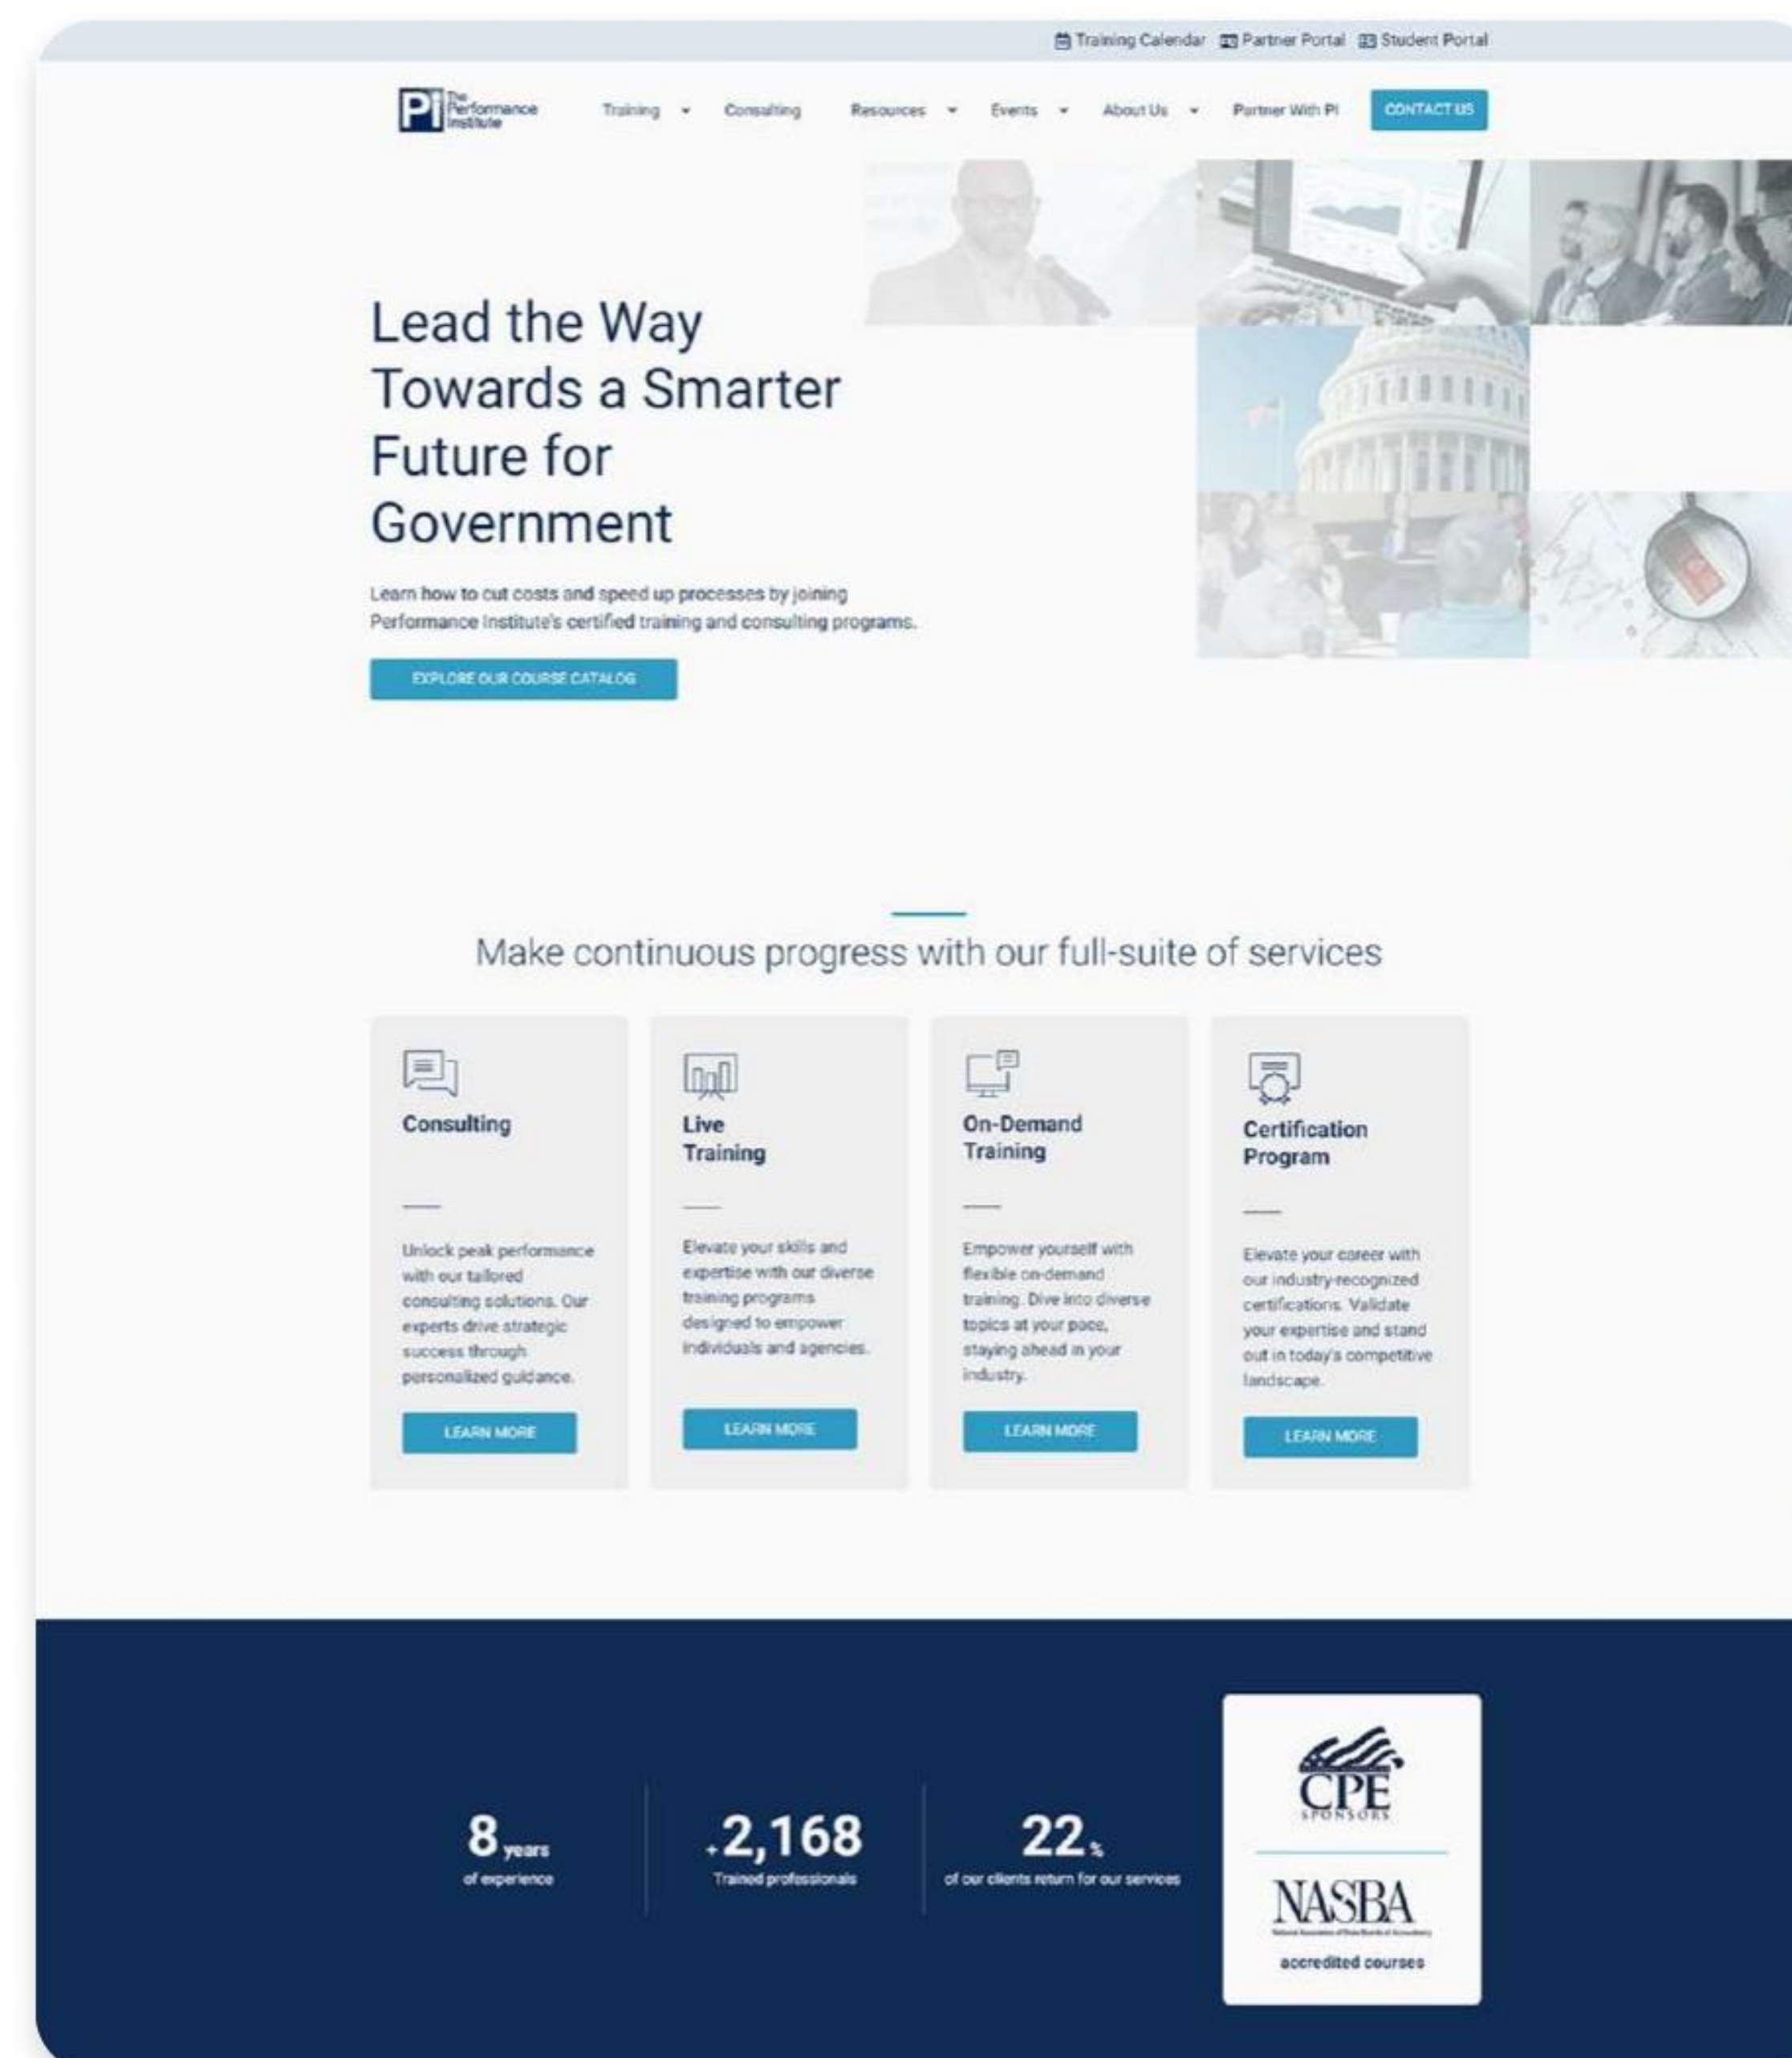 Training Calendar Partner Portal Student Portal
Pi The Performance Institute
Training Consulting Resources Events About Us Partner With PI CONTACT US
Lead the Way
Towards a Smarter
Future for
Government
Learn how to cut costs and speed up processes by joining
Performance Institute's certified training and consulting programs.
EXPLORE OUR COURSE CATALOG
Make continuous progress with our full-suite of services
Consulting
Unlock peak performance
with our tailored
consulting solutions. Our
experts drive strategic
success through
personalized guidance.
LEARN MORE
Live
Training
Elevate your skills and
expertise with our diverse
training programs
designed to empower
individuals and agencies.
LEARN MORE
On-Demand
Training
Empower yourself with
flexible on-demand
training. Dive into diverse
topics at your pace,
staying ahead in your
industry.
LEARN MORE
Certification
Program
Elevate your career with
our industry-recognized
certifications. Validate
your expertise and stand
out in today's competitive
landscape.
LEARN MORE
8 years
of experience
+2,168
Trained professionals
22%
of our clients return for our services
CPE
SPONSORS
NASBA
National Association of State Boards of Accountancy
accredited courses